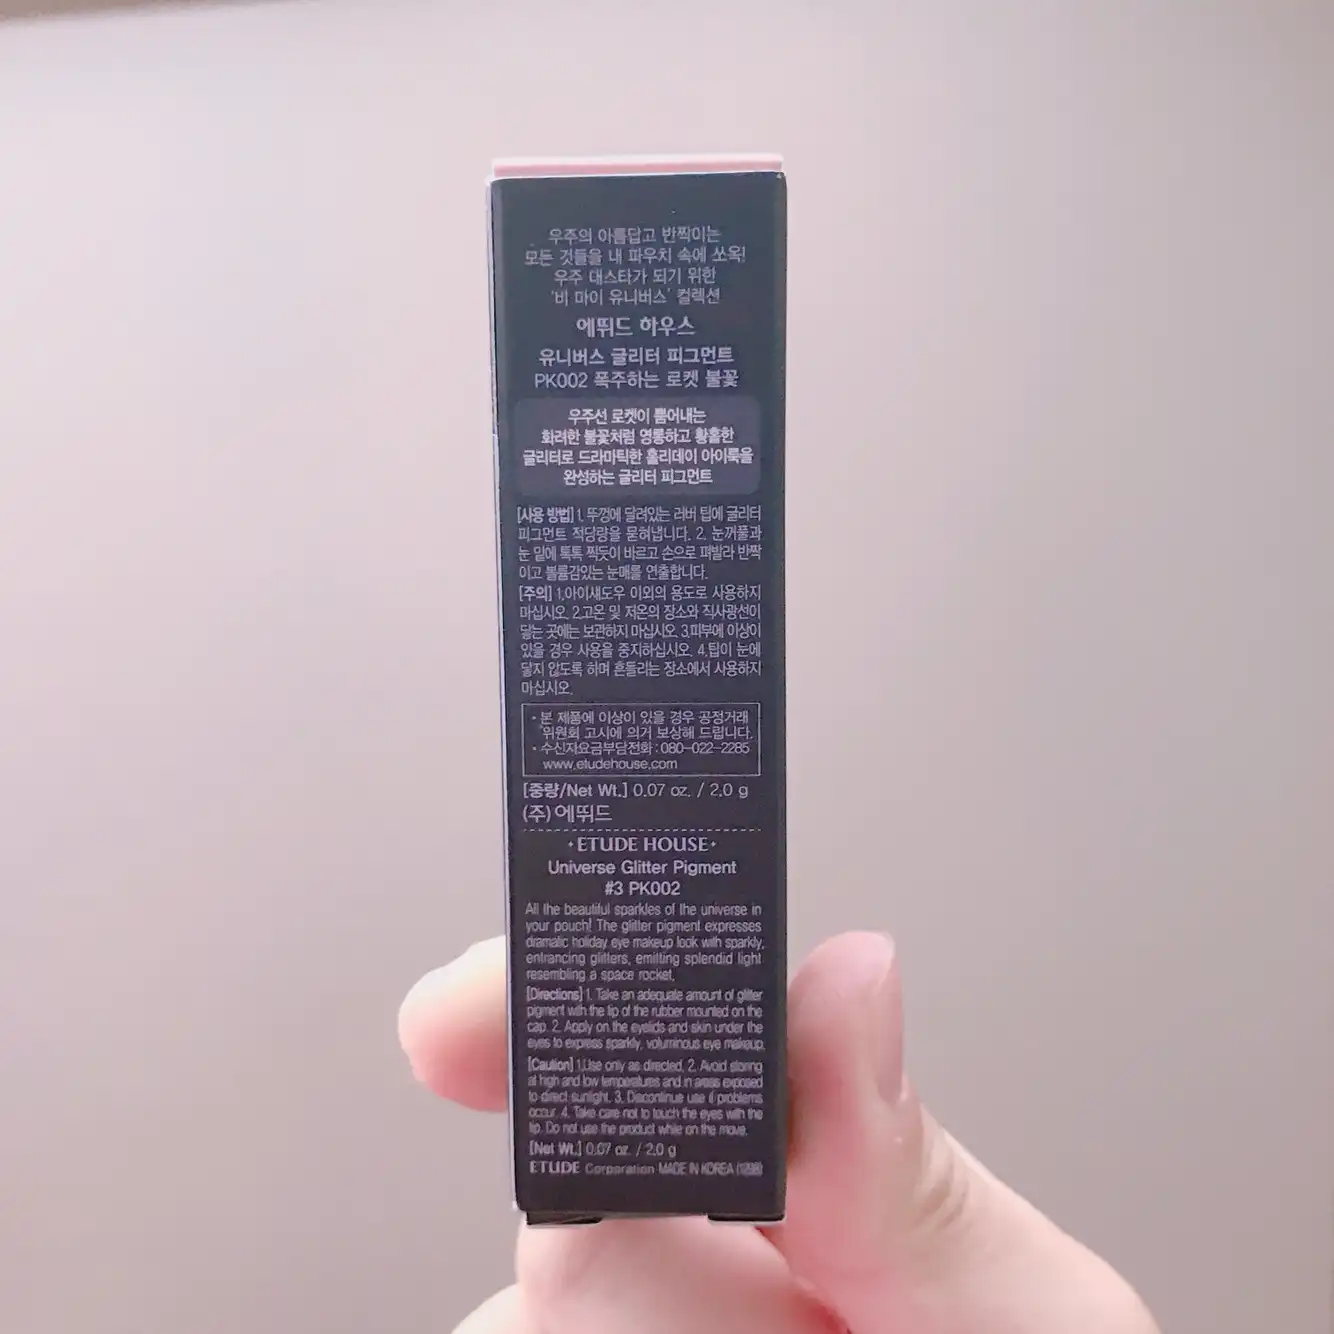 우주의 아름답고 반짝이는
모든 것들을 내 파우치 속에 쏘옥!
우주 대스타가 되기 위한
'비 마이 유니버스' 컬렉션
에뛰드 하우스
유니버스 글리터 피그먼트
PK002 폭주하는 로켓 불꽃
우주선 로켓이 뿜어내는
화려한 불꽃처럼 영롱하고 황홀한
글리터로 드라마틱한 홀리데이 아이룩을
완성하는 글리터 피그먼트
[사용 방법] 1. 뚜껑에 달려있는 러버 팁에 글리터
피그먼트 적당량을 묻혀냅니다. 2. 눈꺼풀과
눈 밑에 톡톡 찍듯이 바르고 손으로 펴발라 반짝
이고 볼륨감있는 눈매를 연출합니다.
[주의] 1.아이섀도우 이외의 용도로 사용하지
마십시오. 2.고온 및 저온의 장소와 직사광선이
닿는 곳에는 보관하지 마십시오. 3.피부에 이상이
있을 경우 사용을 중지하십시오. 4.팁이 눈에
닿지 않도록 하며 흔들리는 장소에서 사용하지
마십시오.
• 본 제품에 이상이 있을 경우 공정거래
위원회 고시에 의거 보상해 드립니다.
• 수신자요금부담전화 : 080-022-2285
www.etudehouse.com
[중량/Net Wt.] 0.07 oz. / 2.0 g
(주) 에뛰드
ETUDE HOUSE
Universe Glitter Pigment
#3 PK002
All the beautiful sparkles of the universe in
your pouch! The glitter pigment expresses
dramatic holiday eye makeup look with sparkly,
entrancing glitters, emitting splendid light
resembling a space rocket.
[Directions] 1. Take an adequate amount of glitter
pigment with the tip of the rubber mounted on the
cap. 2. Apply on the eyelids and skin under the
eyes to express sparkly, voluminous eye makeup.
[Caution] 1.Use only as directed. 2. Avoid storing
at high and low temperatures and in areas exposed
to direct sunlight. 3. Discontinue use if problems
occur. 4. Take care not to touch the eyes with the
tip. Do not use the product while on the move.
[Net Wt.] 0.07 oz. / 2.0 g
ETUDE Corporation MADE IN KOREA